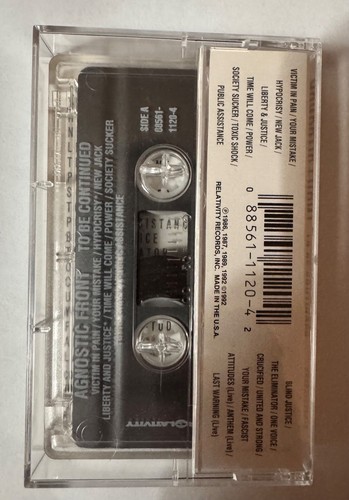 VICTIM IN PAIN / YOUR MISTAKE /
HYPOCRISY / NEW JACK /
LIBERTY & JUSTICE /
TIME WILL COME / POWER /
SOCIETY SUCKER / TOXIC SHOCK /
PUBLIC ASSISTANCE
0 88561-1120-4 2
℗1986, 1987, 1989, 1992 ©1992
RELATIVITY RECORDS, INC. MADE IN THE U.S.A.
BLIND JUSTICE /
THE ELIMINATOR / ONE VOICE /
CRUCIFIED / UNITED AND STRONG /
YOUR MISTAKE / FASCIST
ATTITUDES (Live) / ANTHEM (Live) /
LAST WARNING (Live)
SIDE A
88561-
1120-4
AGNOSTIC FRONT TO BE CONTINUED
VICTIM IN PAIN / YOUR MISTAKE / HYPOCRISY / NEW JACK
LIBERTY AND JUSTICE / TIME WILL COME / POWER / SOCIETY SUCKER
PUBLIC ASSISTANCE
RELATIVITY